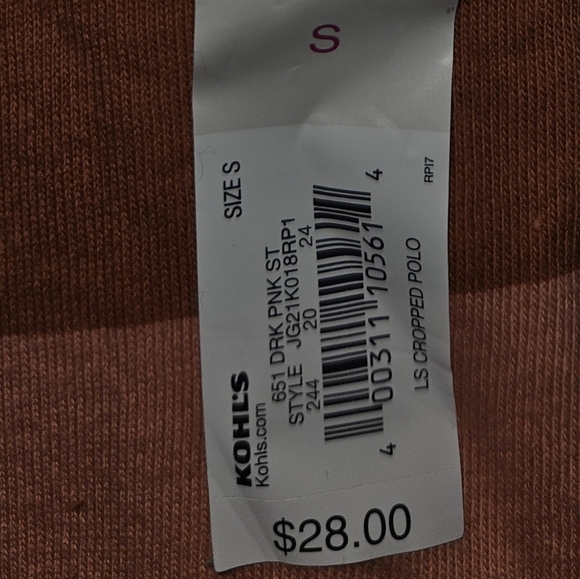 S
SIZE S
KOHL'S
Kohls.com
651 DRK PNK ST
STYLE JG21K018RP1
244 20 24
4 00311 10561 4
LS CROPPED POLO
RPI7
$28.00